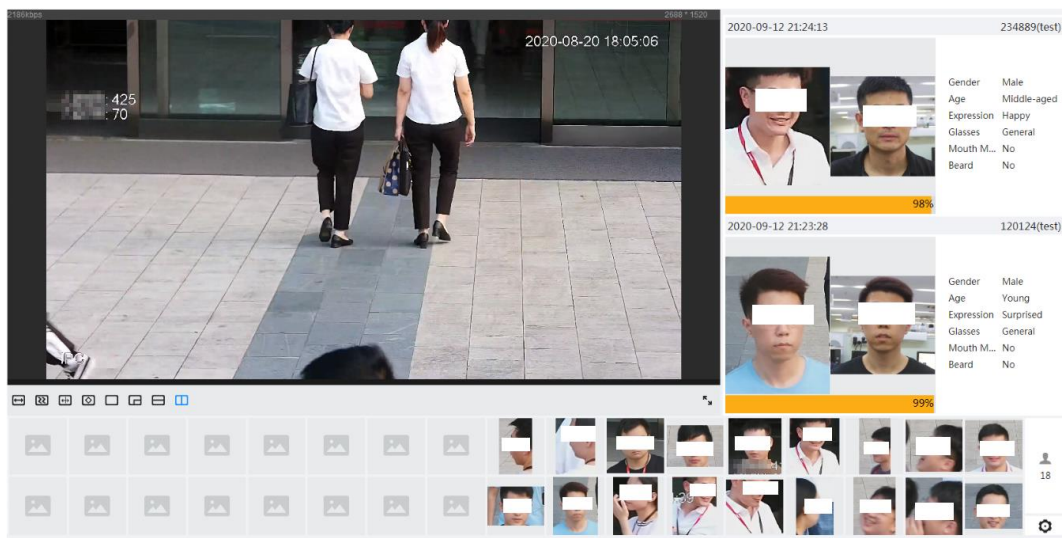 2186kbps
2688 * 1520
2020-08-20 18:05:06
: 425
: 70
2020-09-12 21:24:13 234889(test)
Gender Male
Age Middle-aged
Expression Happy
Glasses General
Mouth M... No
Beard No
98%
2020-09-12 21:23:28 120124(test)
Gender Male
Age Young
Expression Surprised
Glasses General
Mouth M... No
Beard No
99%
18